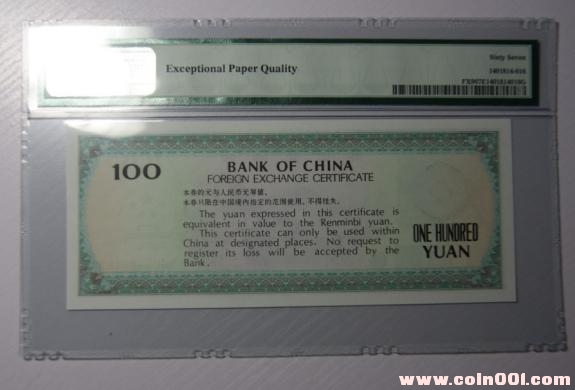 Exceptional Paper Quality
Sixty Seven
1401814-016
100
BANK OF CHINA
FOREIGN EXCHANGE CERTIFICATE
本券的元与人民币元等值。
本券只限在中国境内指定的范围使用，不得挂失。
The yuan expressed in this certificate is
equivalent in value to the Renminbi yuan.
This certificate can only be used within
China at designated places. No request to
register its loss will be accepted by the
Bank.
ONE HUNDRED
YUAN
www.coin001.com